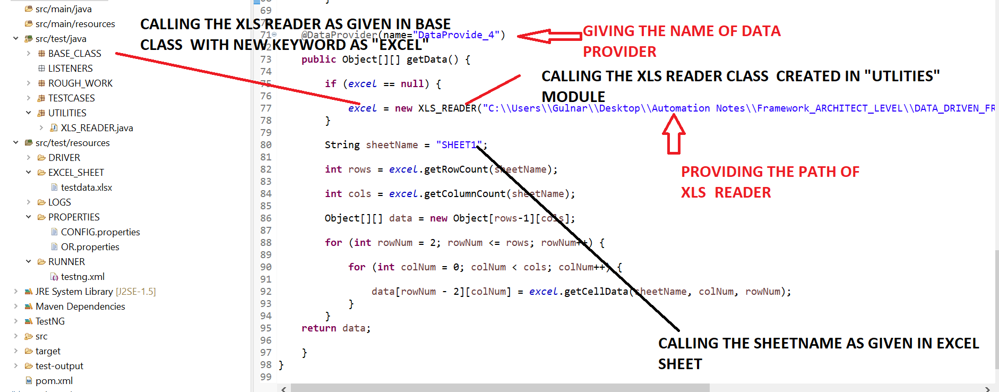 src/main/java
src/main/resources
src/test/java
BASE_CLASS
LISTENERS
ROUGH_WORK
TESTCASES
UTILITIES
XLS_READER.java
src/test/resources
DRIVER
EXCEL_SHEET
testdata.xlsx
LOGS
PROPERTIES
CONFIG.properties
OR.properties
RUNNER
testng.xml
JRE System Library [J2SE-1.5]
Maven Dependencies
TestNG
src
target
test-output
pom.xml
69
CALLING THE XLS READER AS GIVEN IN BASE
CLASS WITH NEW KEYWORD AS "EXCEL"
71 @DataProvider(name="DataProvide_4")
GIVING THE NAME OF DATA
PROVIDER
73 public Object[][] getData() {
74
75 if (excel == null) {
CALLING THE XLS READER CLASS CREATED IN "UTLITIES"
MODULE
76
77 excel = new XLS_READER("C:\\Users\\Gulnar\\Desktop\\Automation Notes\\Framework_ARCHITECT_LEVEL\\DATA_DRIVEN_FR
78 }
79
80 String sheetName = "SHEET1";
81
82 int rows = excel.getRowCount(sheetName);
PROVIDING THE PATH OF
XLS READER
83
84 int cols = excel.getColumnCount(sheetName);
85
86 Object[][] data = new Object[rows-1][cols];
87
88 for (int rowNum = 2; rowNum <= rows; rowNum++) {
89
90 for (int colNum = 0; colNum < cols; colNum++) {
91
92 data[rowNum - 2][colNum] = excel.getCellData(sheetName, colNum, rowNum);
93 }
94 }
95 return data;
96
97 }
98 }
99
CALLING THE SHEETNAME AS GIVEN IN EXCEL
SHEET